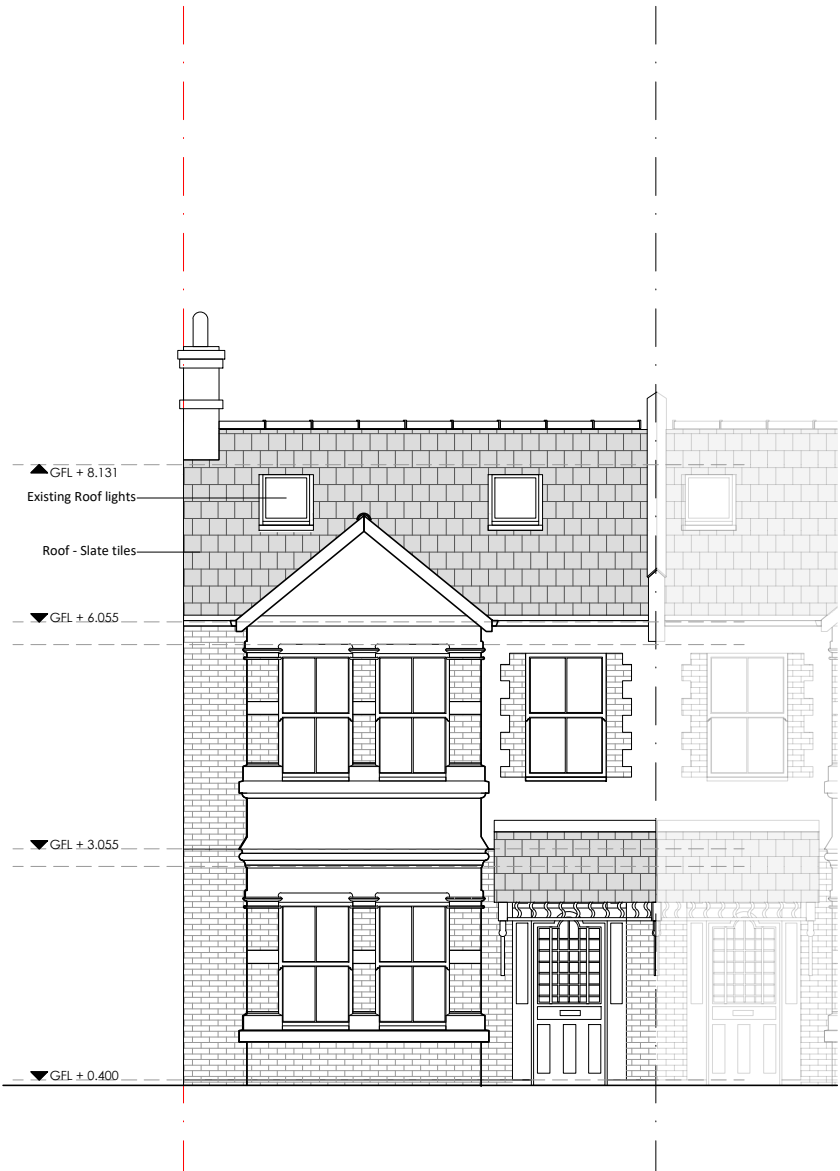 GFL + 8.131
Existing Roof lights
Roof - Slate tiles
GFL + 6.055
GFL + 3.055
GFL + 0.400